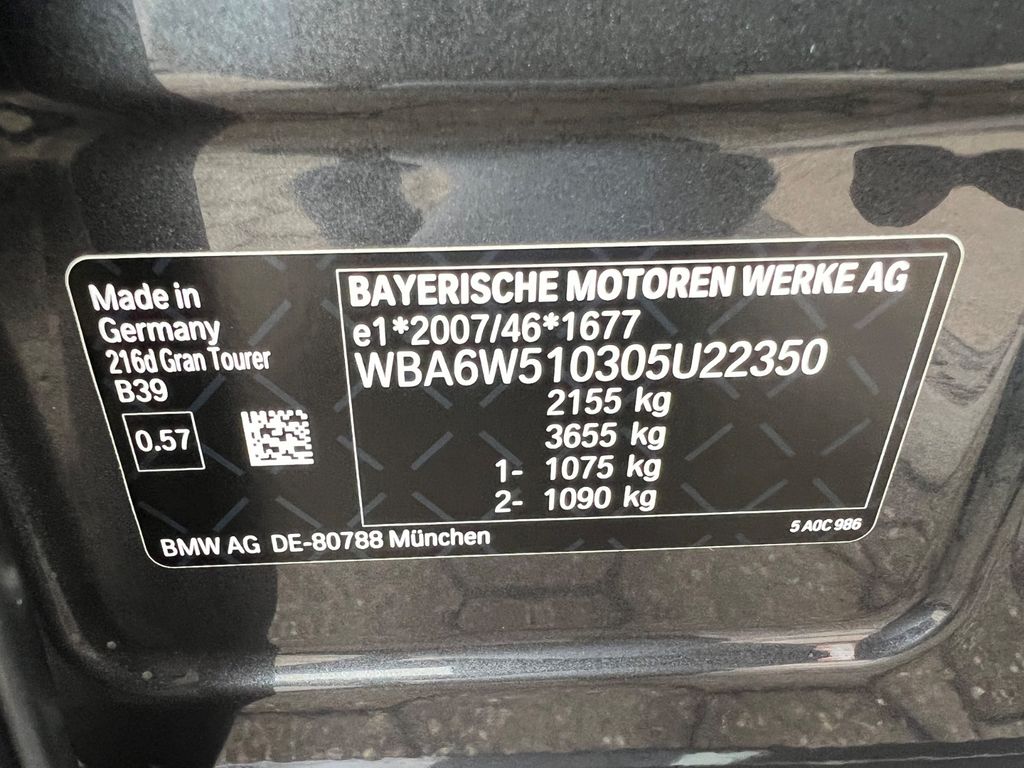 Made in
Germany
216d Gran Tourer
B39
0.57
BAYERISCHE MOTOREN WERKE AG
e1*2007/46*1677
WBA6W510305U22350
2155 kg
3655 kg
1- 1075 kg
2- 1090 kg
BMW AG DE-80788 München
5 A0C 986